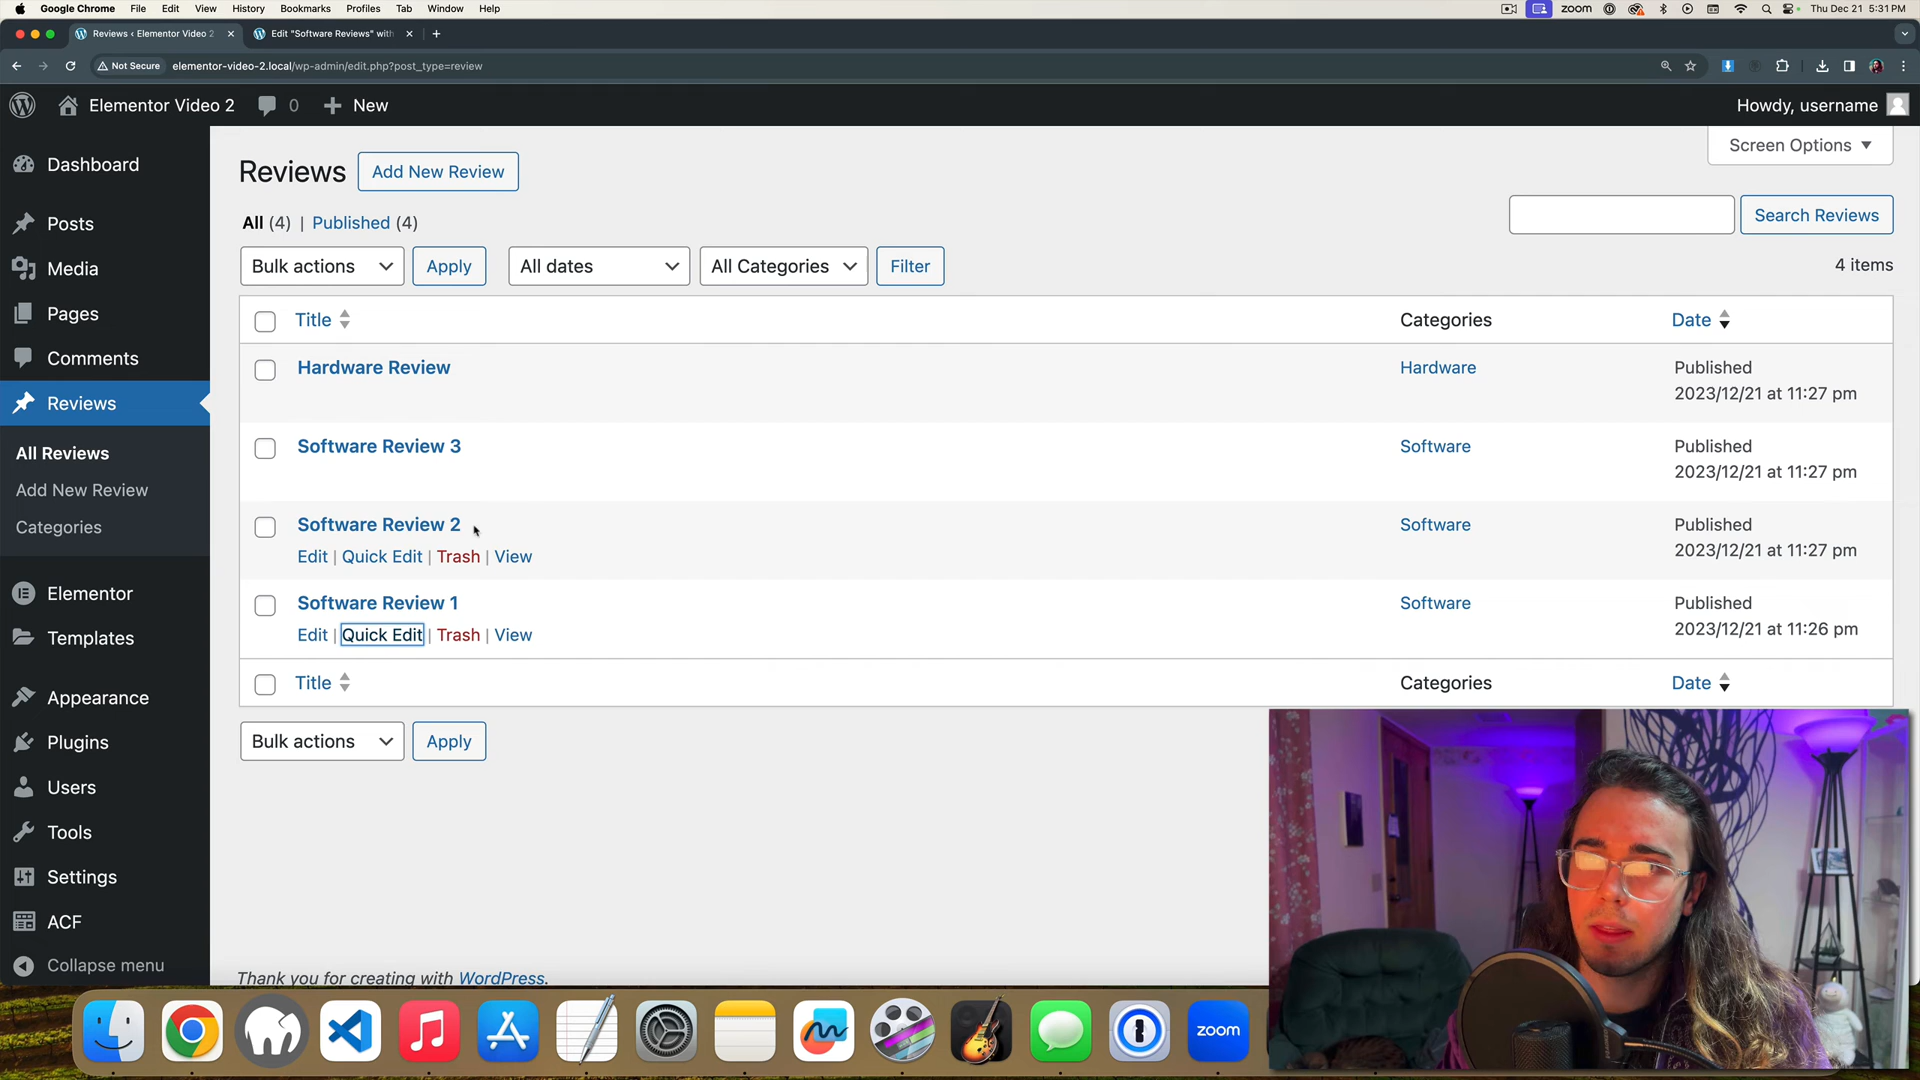 Google Chrome File Edit View History Bookmarks Profiles Tab Window Help zoom Thu Dec 21 5:31 PM
Reviews ‹ Elementor Video 2 Edit "Software Reviews" with
Not Secure elementor-video-2.local/wp-admin/edit.php?post_type=review
Elementor Video 2 0 New Howdy, username
Screen Options
Dashboard
Posts
Media
Pages
Comments
Reviews
All Reviews
Add New Review
Categories
Elementor
Templates
Appearance
Plugins
Users
Tools
Settings
ACF
Collapse menu
Reviews Add New Review
All (4) | Published (4)
Search Reviews
Bulk actions Apply All dates All Categories Filter
4 items
Title Categories Date
Hardware Review Hardware Published
2023/12/21 at 11:27 pm
Software Review 3 Software Published
2023/12/21 at 11:27 pm
Software Review 2 Software Published
Edit | Quick Edit | Trash | View 2023/12/21 at 11:27 pm
Software Review 1 Software Published
Edit | Quick Edit | Trash | View 2023/12/21 at 11:26 pm
Title Categories Date
Bulk actions Apply
Thank you for creating with WordPress.
zoom